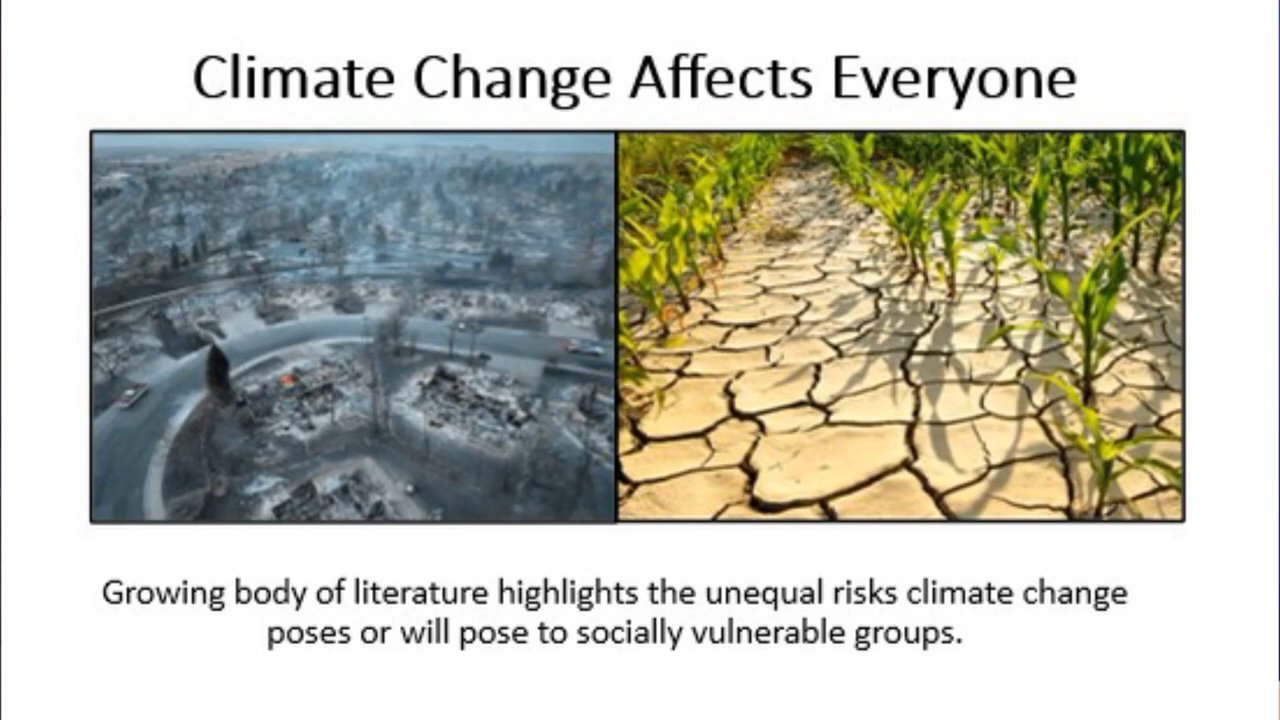 Climate Change Affects Everyone
Growing body of literature highlights the unequal risks climate change
poses or will pose to socially vulnerable groups.